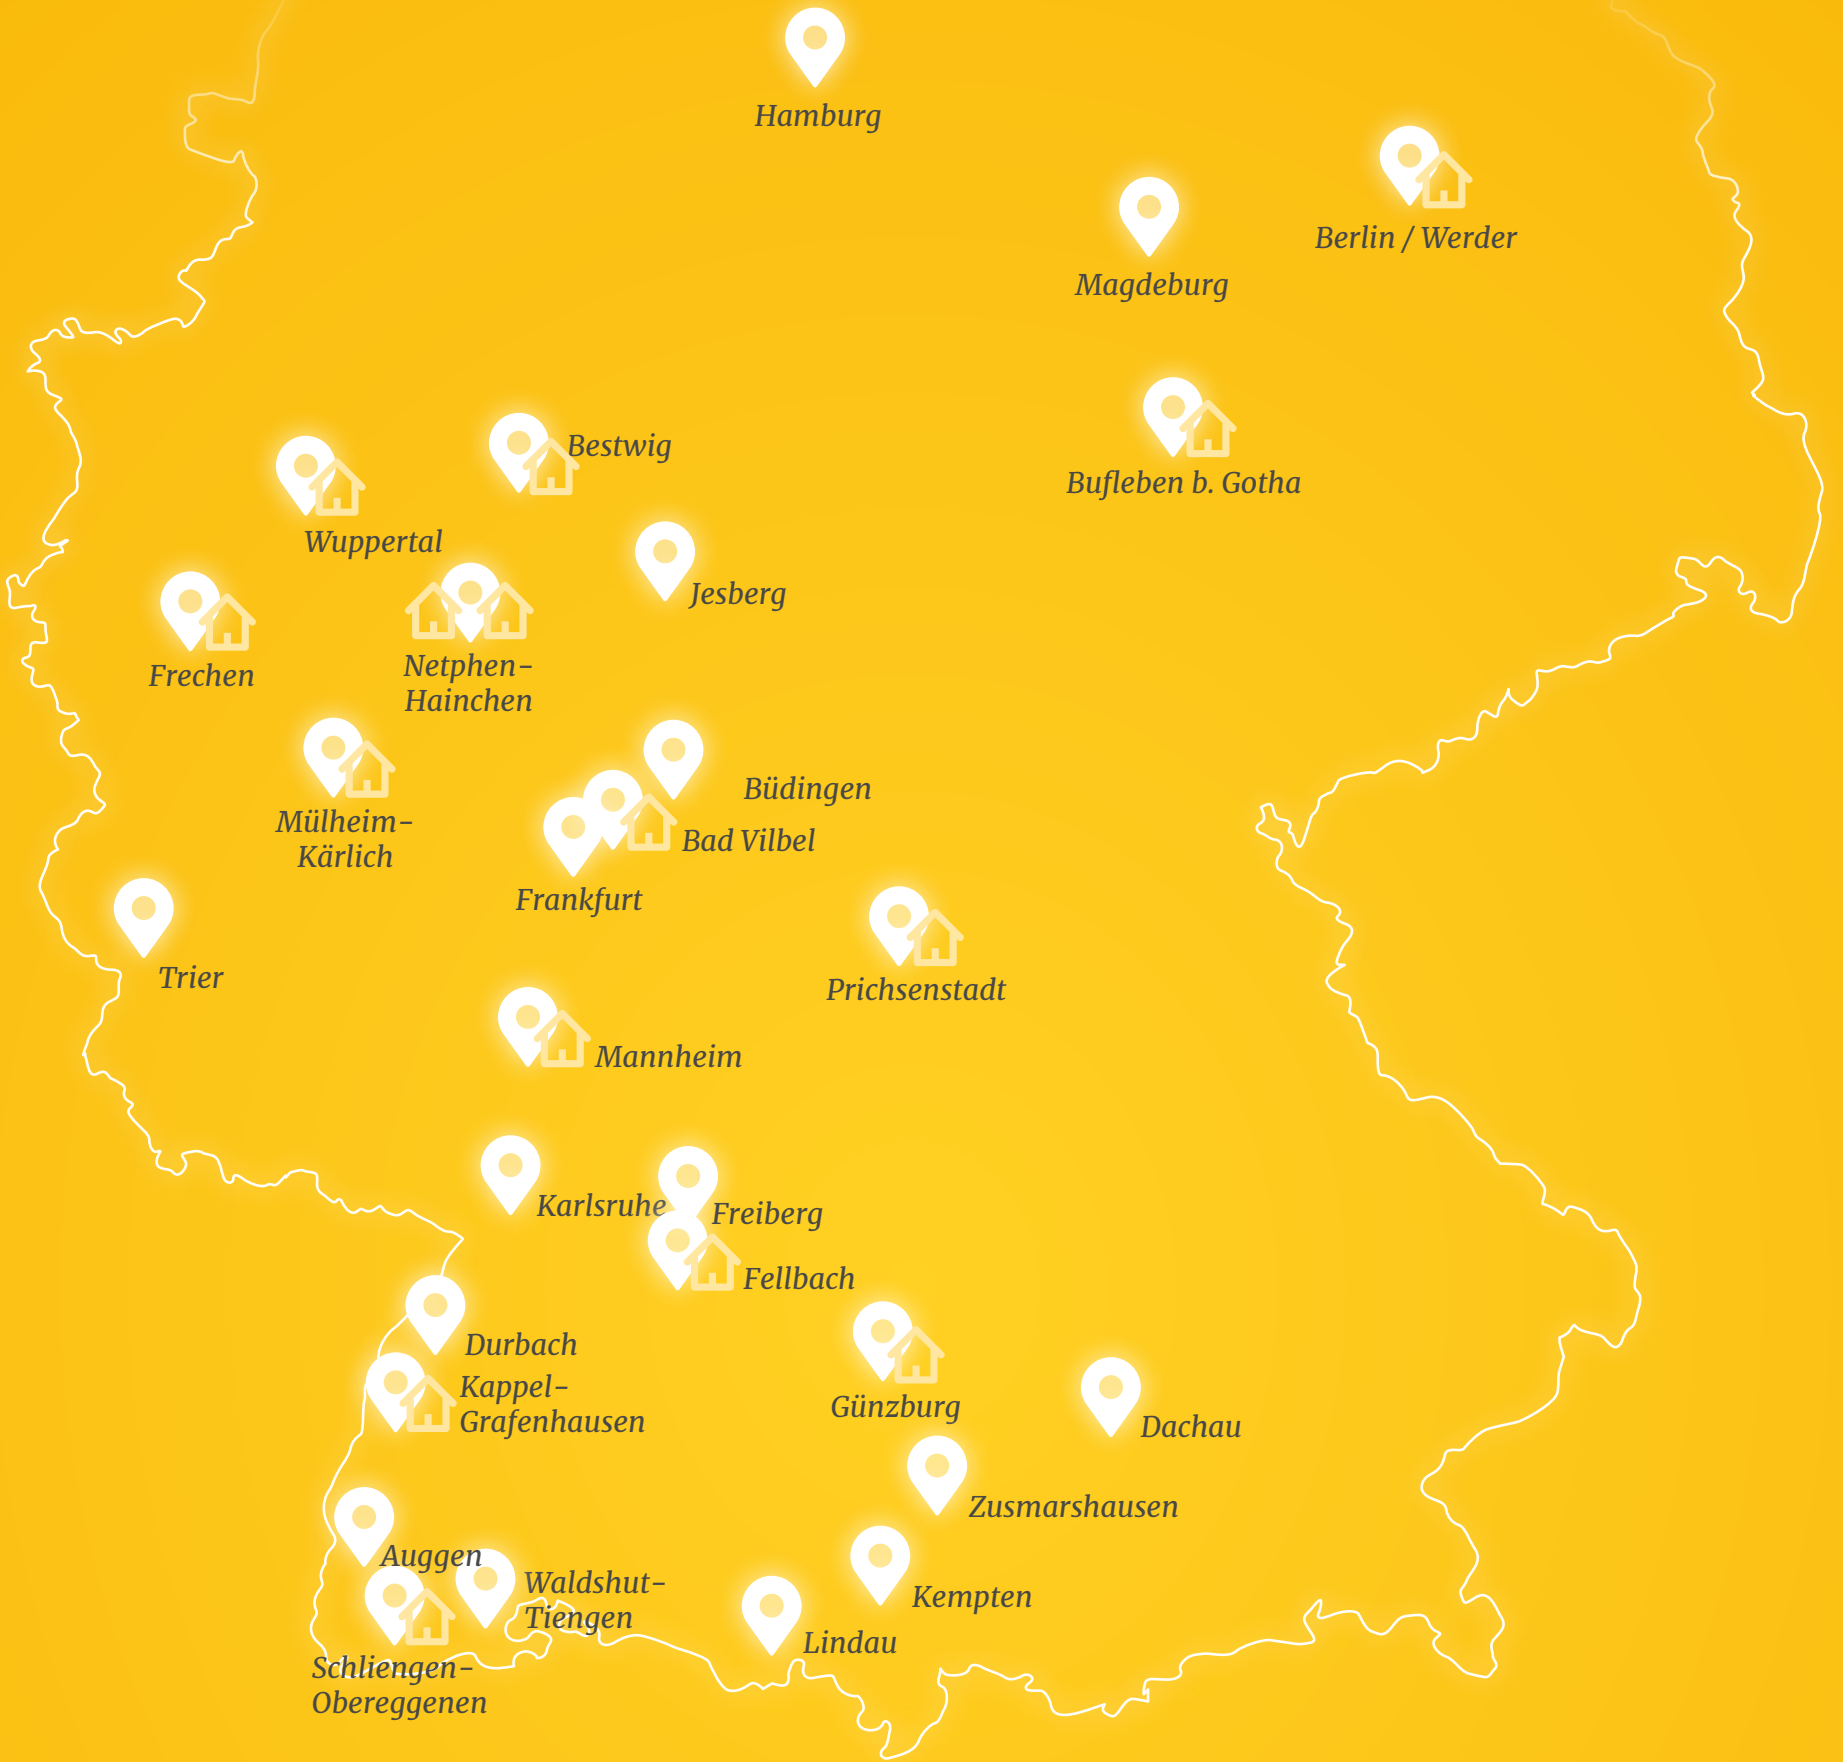 Hamburg
Berlin / Werder
Magdeburg
Bestwig
Bufleben b. Gotha
Wuppertal
Jesberg
Frechen
Netphen-
Hainchen
Büdingen
Mülheim-
Kärlich
Bad Vilbel
Frankfurt
Trier
Prichsenstadt
Mannheim
Karlsruhe
Freiberg
Fellbach
Durbach
Kappel-
Grafenhausen
Günzburg
Dachau
Zusmarshausen
Auggen
Waldshut-
Tiengen
Kempten
Lindau
Schliengen-
Obereggenen